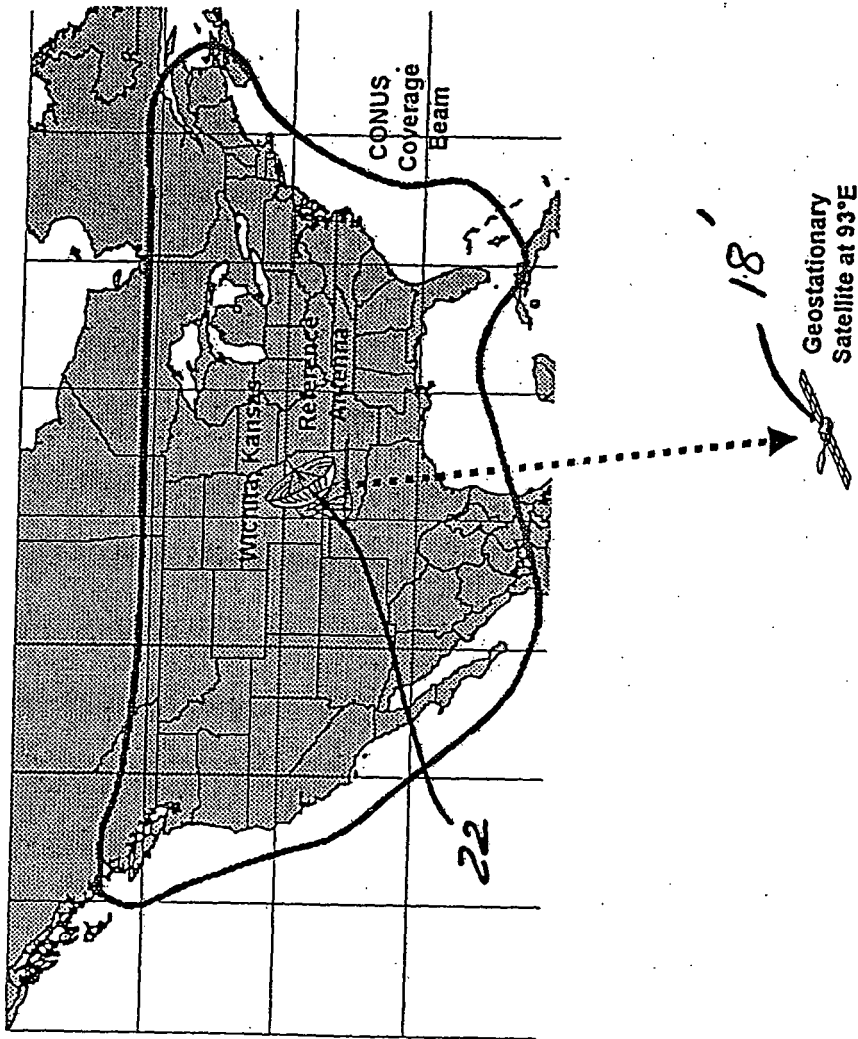 CONUS
Coverage
Beam
Wichita, Kansas
Reference
Antenna
22
18
Geostationary
Satellite at 93°E